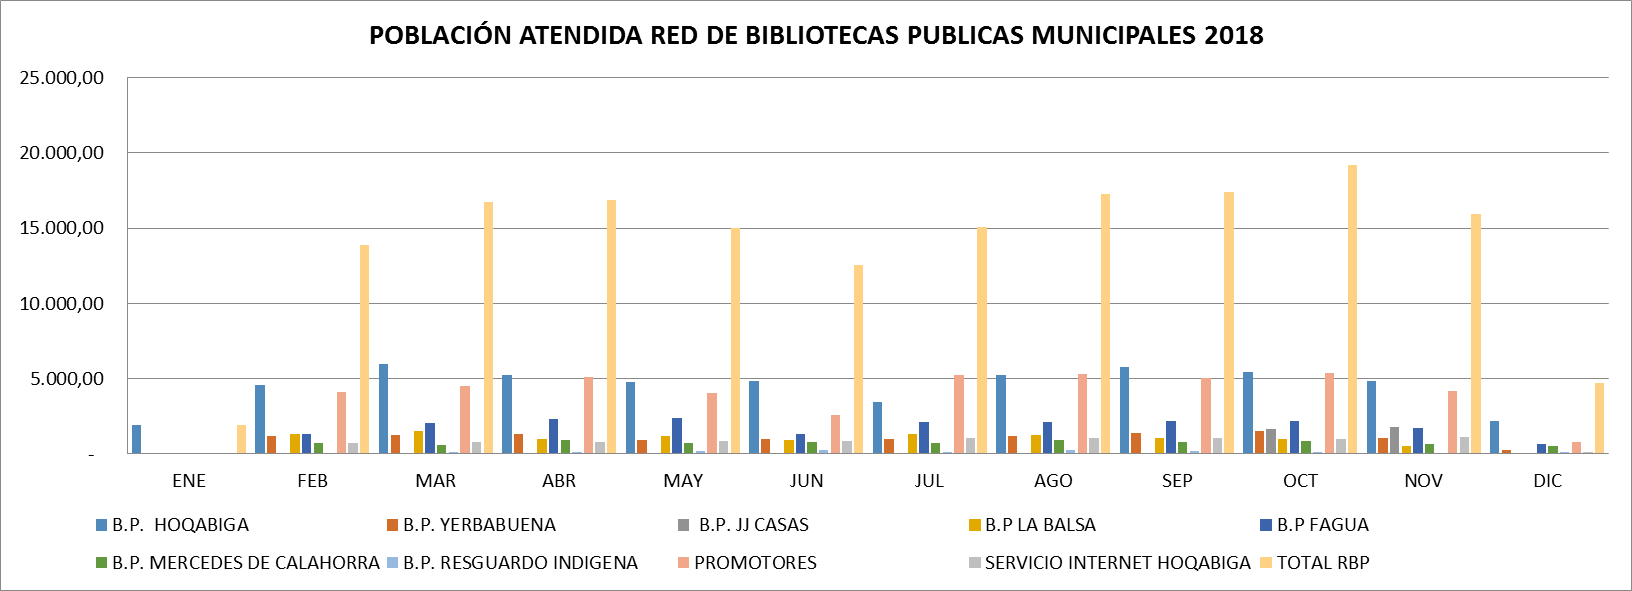 POBLACIÓN ATENDIDA RED DE BIBLIOTECAS PUBLICAS MUNICIPALES 2018
25.000,00
20.000,00
15.000,00
10.000,00
5.000,00
-
ENE FEB MAR ABR MAY JUN JUL AGO SEP OCT NOV DIC
B.P. HOQABIGA B.P. YERBABUENA B.P. JJ CASAS B.P LA BALSA B.P FAGUA
B.P. MERCEDES DE CALAHORRA B.P. RESGUARDO INDIGENA PROMOTORES SERVICIO INTERNET HOQABIGA TOTAL RBP